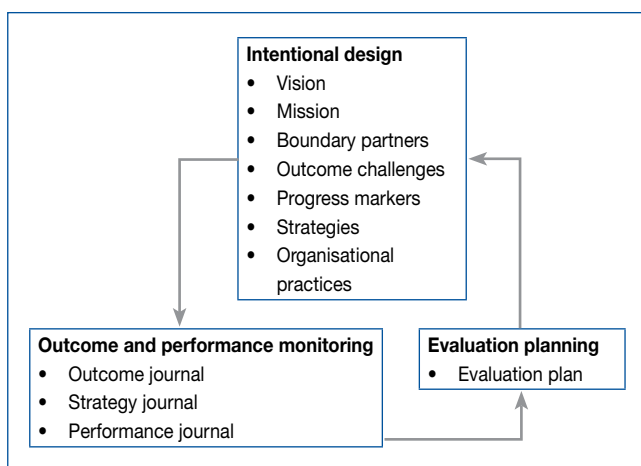 Intentional design
• Vision
• Mission
• Boundary partners
• Outcome challenges
• Progress markers
• Strategies
• Organisational
practices
Outcome and performance monitoring
• Outcome journal
• Strategy journal
• Performance journal
Evaluation planning
• Evaluation plan